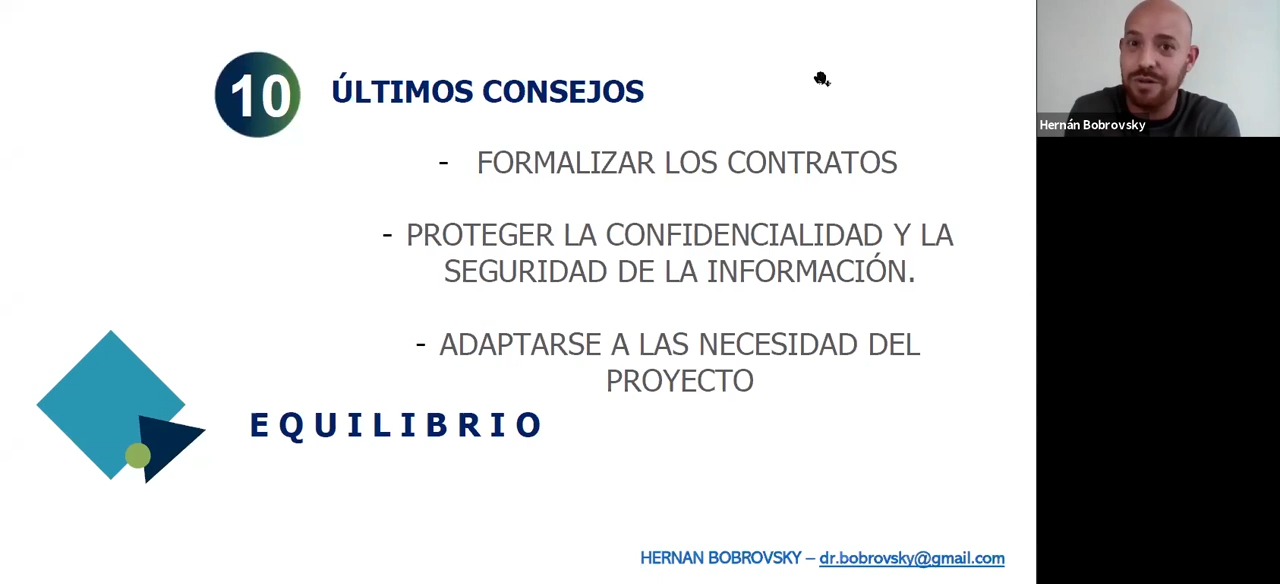 10 ÚLTIMOS CONSEJOS
- FORMALIZAR LOS CONTRATOS
- PROTEGER LA CONFIDENCIALIDAD Y LA
SEGURIDAD DE LA INFORMACIÓN.
- ADAPTARSE A LAS NECESIDAD DEL
PROYECTO
EQUILIBRIO
HERNAN BOBROVSKY – dr.bobrovsky@gmail.com
Hernán Bobrovsky